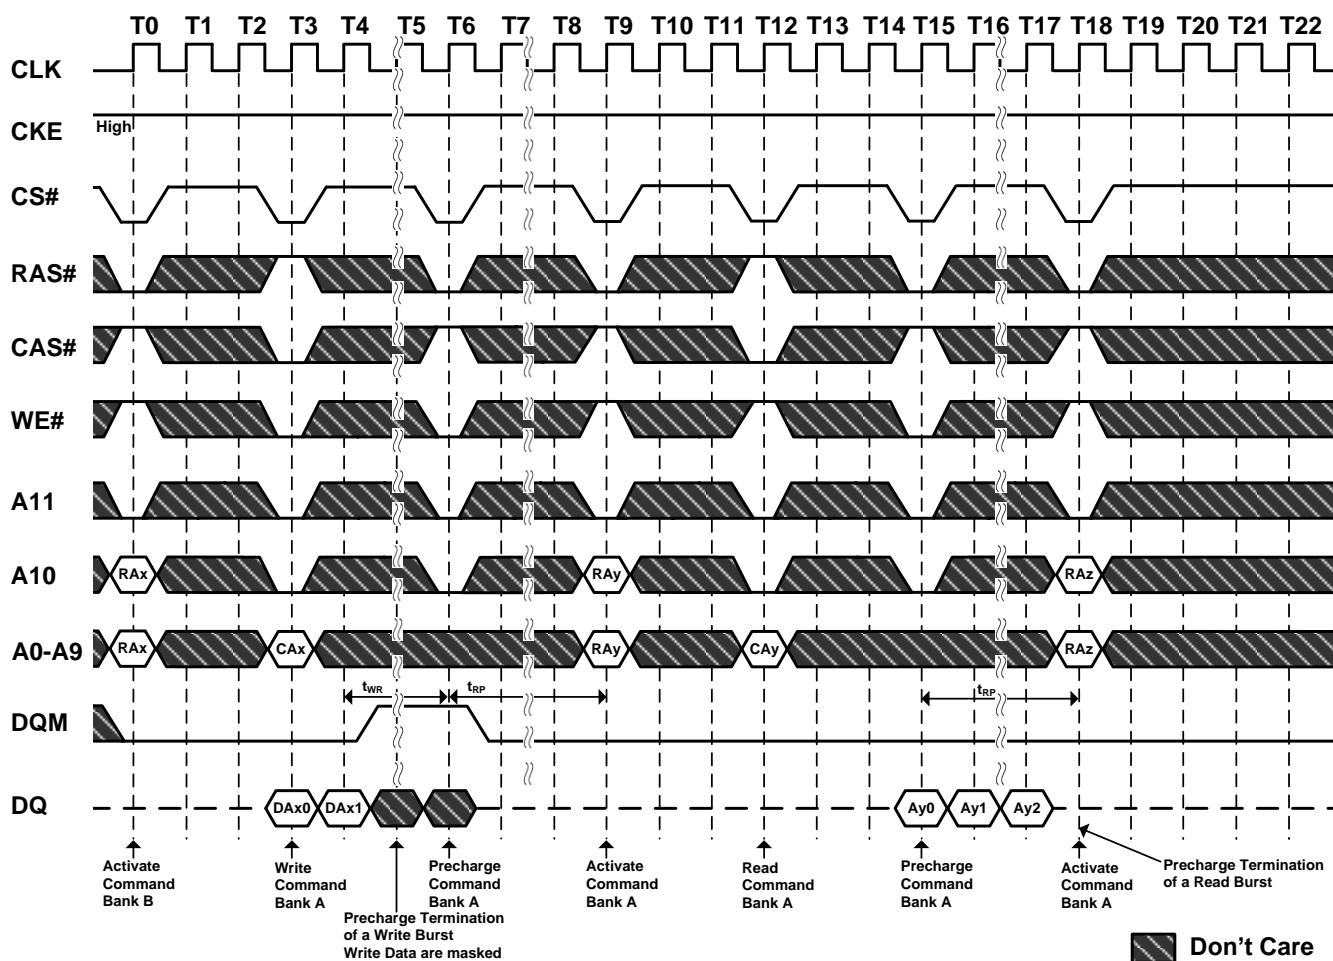 T0 T1 T2 T3 T4 T5 T6 T7 T8 T9 T10 T11 T12 T13 T14 T15 T16 T17 T18 T19 T20 T21 T22
CLK
CKE
High
CS#
RAS#
CAS#
WE#
A11
A10
RAx RAy RAz
A0-A9
RAx CAx RAy CAy RAz
tWR tRP tRP
DQM
DQ
DAx0 DAx1 Ay0 Ay1 Ay2
Activate
Command
Bank B
Write
Command
Bank A
Precharge Termination
of a Write Burst
Write Data are masked
Precharge
Command
Bank A
Activate
Command
Bank A
Read
Command
Bank A
Precharge
Command
Bank A
Activate
Command
Bank A
Precharge Termination
of a Read Burst
Don't Care